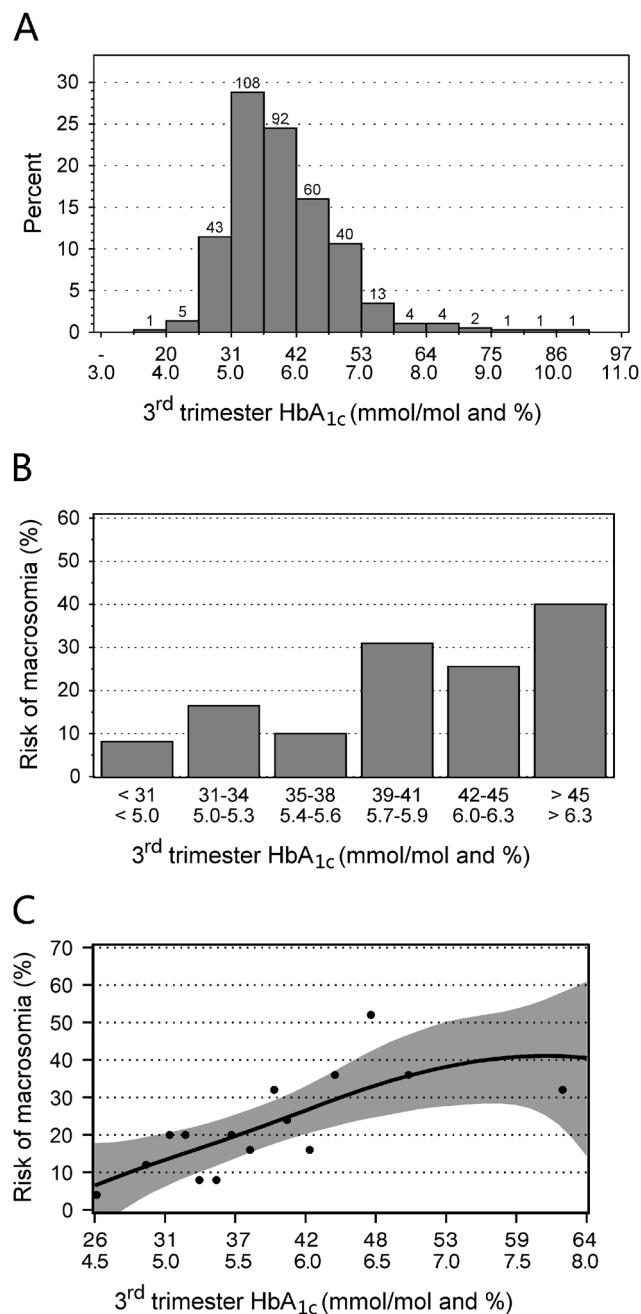 A
Percent
30
25
20
15
10
5
0
1 5 43 108 92 60 40 13 4 4 2 1 1 1
- 20 31 42 53 64 75 86 97
3.0 4.0 5.0 6.0 7.0 8.0 9.0 10.0 11.0
3rd trimester HbA1c (mmol/mol and %)
B
Risk of macrosomia (%)
60
50
40
30
20
10
0
< 31 31-34 35-38 39-41 42-45 > 45
< 5.0 5.0-5.3 5.4-5.6 5.7-5.9 6.0-6.3 > 6.3
3rd trimester HbA1c (mmol/mol and %)
C
Risk of macrosomia (%)
70
60
50
40
30
20
10
0
26 31 37 42 48 53 59 64
4.5 5.0 5.5 6.0 6.5 7.0 7.5 8.0
3rd trimester HbA1c (mmol/mol and %)